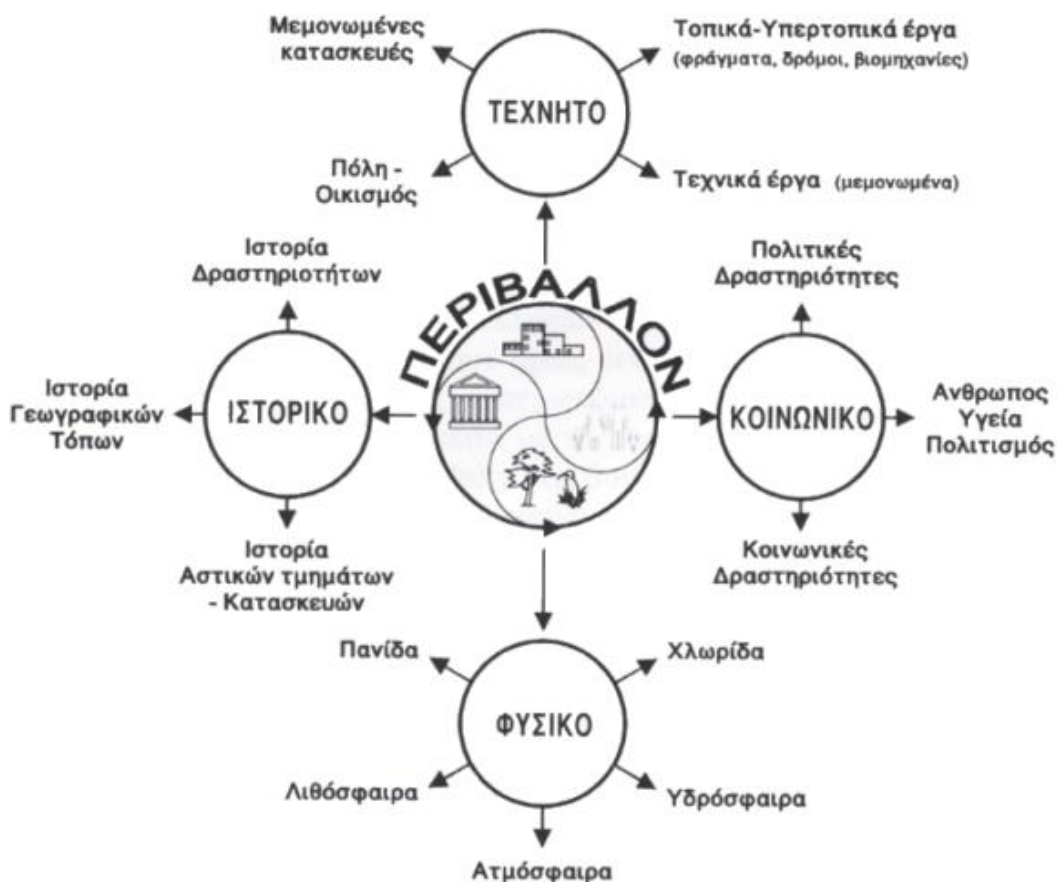 Μεμονωμένες
κατασκευές
Τοπικά-Υπερτοπικά έργα
(φράγματα, δρόμοι, βιομηχανίες)
ΤΕΧΝΗΤΟ
Πόλη -
Οικισμός
Τεχνικά έργα (μεμονωμένα)
Ιστορία
Δραστηριοτήτων
Πολιτικές
Δραστηριότητες
ΠΕΡΙΒΑΛΛΟΝ
Ιστορία
Γεωγραφικών
Τόπων
ΙΣΤΟΡΙΚΟ
ΚΟΙΝΩΝΙΚΟ
Ανθρωπος
Υγεία
Πολιτισμός
Ιστορία
Αστικών τμημάτων
- Κατασκευών
Κοινωνικές
Δραστηριότητες
Πανίδα
Χλωρίδα
ΦΥΣΙΚΟ
Λιθόσφαιρα
Υδρόσφαιρα
Ατμόσφαιρα